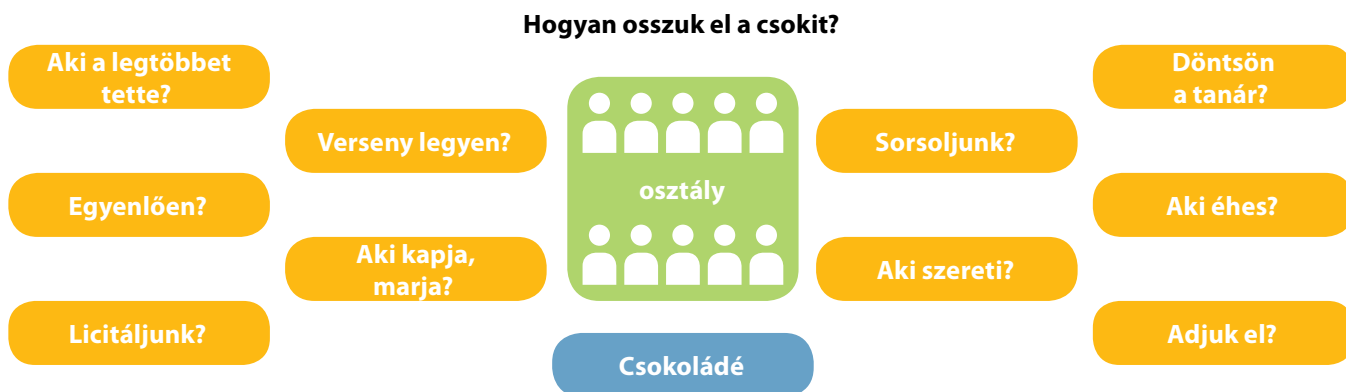 Hogyan osszuk el a csokit?
Aki a legtöbbet
tette?
Verseny legyen?
Egyenlően?
Aki kapja,
marja?
Licitáljunk?
osztály
Csokoládé
Sorsoljunk?
Aki szereti?
Döntsön
a tanár?
Aki éhes?
Adjuk el?